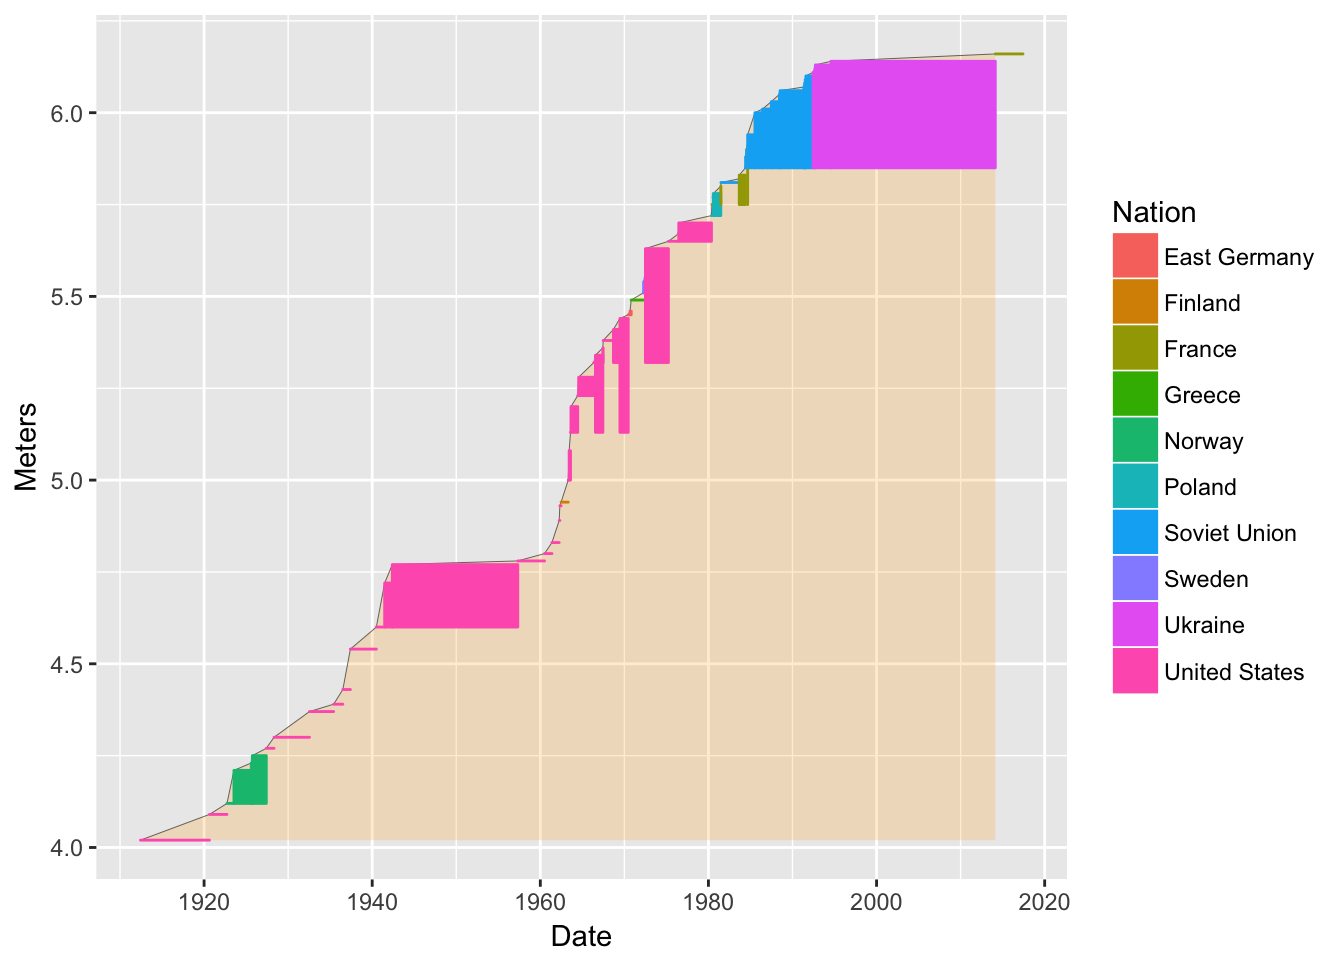 6.0
5.5
5.0
4.5
4.0
Meters
1920 1940 1960 1980 2000 2020
Date
Nation
East Germany
Finland
France
Greece
Norway
Poland
Soviet Union
Sweden
Ukraine
United States